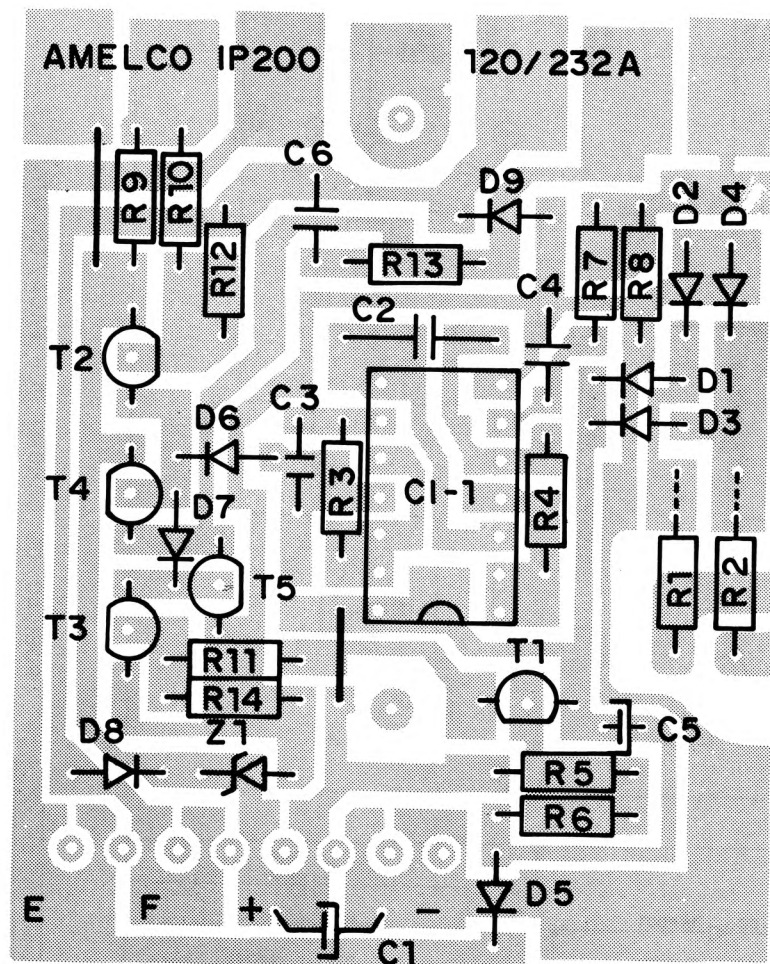 AMELCO IP200 120/232A
C6
D9
D2 D4
R9 R10
R12
R13
R7 R8
C4
C2
T2
D1
D6 C3
D3
T4
D7
R3 CI-1 R4
R1 R2
T5
T3
R11
T1
R14
D8 Z1
C5
R5
R6
E F + - D5
C1